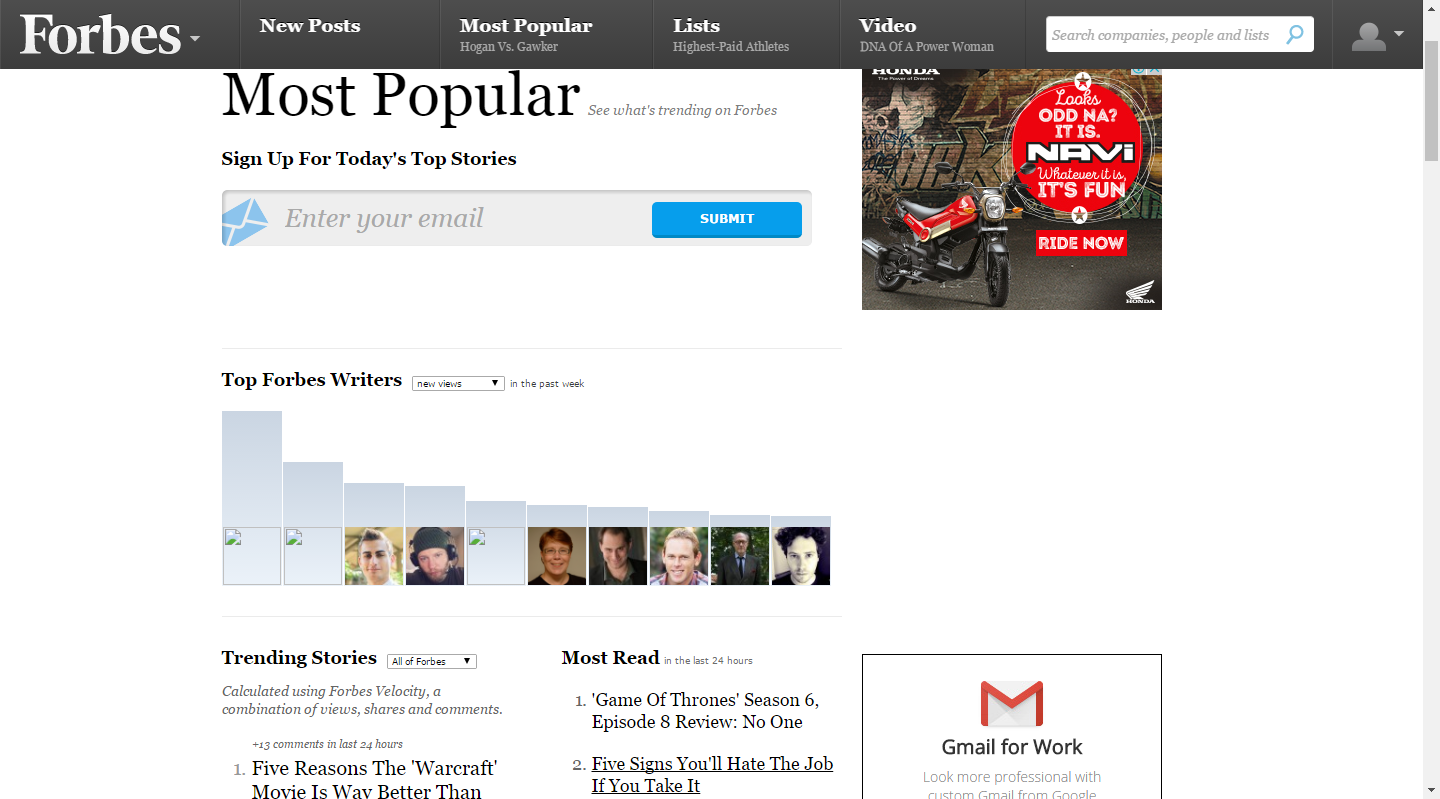 Forbes
New Posts
Most Popular
Hogan Vs. Gawker
Lists
Highest-Paid Athletes
Video
DNA Of A Power Woman
Search companies, people and lists
Most Popular
See what's trending on Forbes
Sign Up For Today's Top Stories
Enter your email
SUBMIT
HONDA
The Power of Dreams
Looks
ODD NA?
IT IS.
NAVi
Whatever it is,
IT'S FUN
RIDE NOW
HONDA
Top Forbes Writers
new views
in the past week
Trending Stories
All of Forbes
Calculated using Forbes Velocity, a
combination of views, shares and comments.
+13 comments in last 24 hours
1. Five Reasons The 'Warcraft'
Movie Is Way Better Than
Most Read in the last 24 hours
1. 'Game Of Thrones' Season 6,
Episode 8 Review: No One
2. Five Signs You'll Hate The Job
If You Take It
Gmail for Work
Look more professional with
custom Gmail from Google